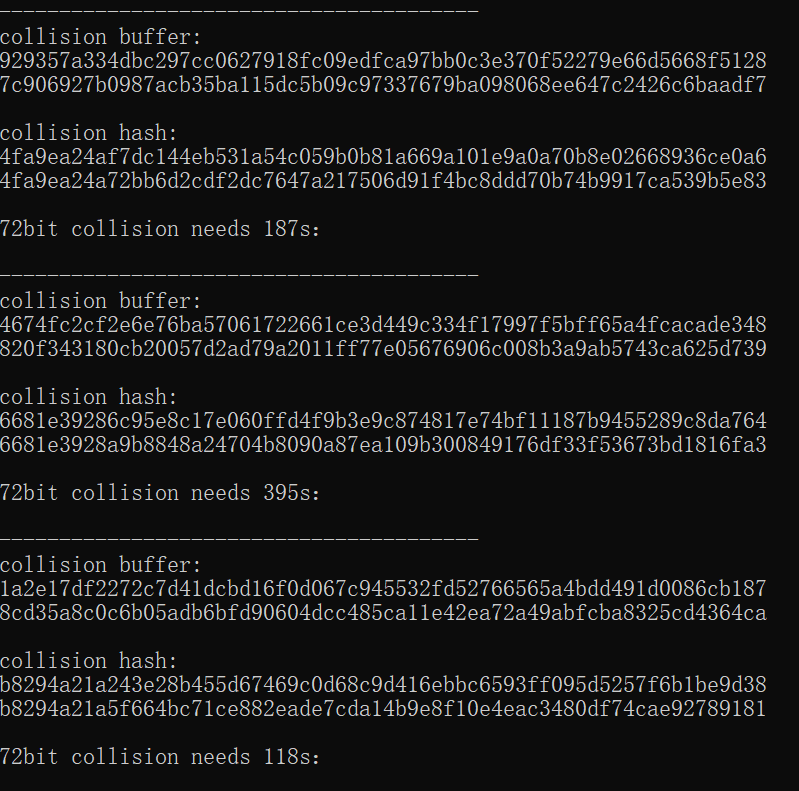 ----------------------------------------
collision buffer:
929357a334dbc297cc0627918fc09edfca97bb0c3e370f52279e66d5668f5128
7c906927b0987acb35ba115dc5b09c97337679ba098068ee647c2426c6baadf7
collision hash:
4fa9ea24af7dc144eb531a54c059b0b81a669a101e9a0a70b8e02668936ce0a6
4fa9ea24a72bb6d2cdf2dc7647a217506d91f4bc8ddd70b74b9917ca539b5e83
72bit collision needs 187s:
----------------------------------------
collision buffer:
4674fc2cf2e6e76ba57061722661ce3d449c334f17997f5bff65a4fcacade348
820f343180cb20057d2ad79a2011ff77e05676906c008b3a9ab5743ca625d739
collision hash:
6681e39286c95e8c17e060ffd4f9b3e9c874817e74bf11187b9455289c8da764
6681e3928a9b8848a24704b8090a87ea109b300849176df33f53673bd1816fa3
72bit collision needs 395s:
----------------------------------------
collision buffer:
1a2e17df2272c7d41dcbd16f0d067c945532fd52766565a4bdd491d0086cb187
8cd35a8c0c6b05adb6bfd90604dcc485ca11e42ea72a49abfcba8325cd4364ca
collision hash:
b8294a21a243e28b455d67469c0d68c9d416ebbc6593ff095d5257f6b1be9d38
b8294a21a5f664bc71ce882eade7cda14b9e8f10e4eac3480df74cae92789181
72bit collision needs 118s: